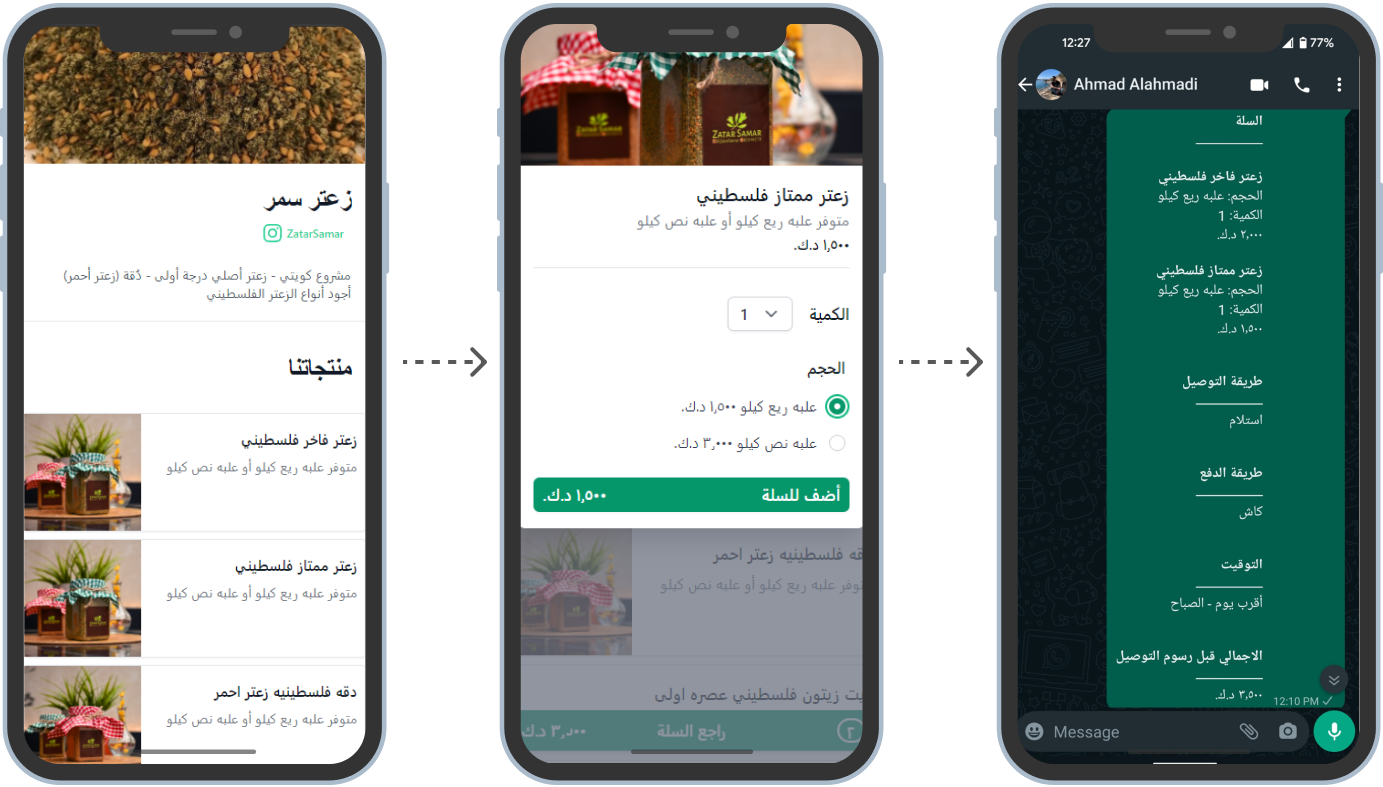 زعتر سمر
ZatarSamar
مشروع كويتي - زعتر أصلي درجة أولى - دُقة (زعتر أحمر)
أجود أنواع الزعتر الفلسطيني
منتجاتنا
زعتر فاخر فلسطيني
متوفر علبه ربع كيلو أو علبه نص كيلو
زعتر ممتاز فلسطيني
متوفر علبه ربع كيلو أو علبه نص كيلو
دقه فلسطينيه زعتر احمر
متوفر علبه ربع كيلو أو علبه نص كيلو
ZATAR SAMAR
زعتر ممتاز فلسطيني
متوفر علبه ربع كيلو أو علبه نص كيلو
١,٥٠٠ د.ك.
الكمية 1
الحجم
علبه ربع كيلو ١,٥٠٠ د.ك.
علبه نص كيلو ٣,٠٠٠ د.ك.
أضف للسلة ١,٥٠٠ د.ك.
قه فلسطينيه زعتر احمر
توفر علبه ربع كيلو أو علبه نص كيلو
يت زيتون فلسطيني عصره اولى
٢ راجع السلة ٣,٠٠٠ د.ك
12:27 77%
Ahmad Alahmadi
السلة
زعتر فاخر فلسطيني
الحجم: علبه ربع كيلو
الكمية: 1
٢,٠٠٠ د.ك.
زعتر ممتاز فلسطيني
الحجم: علبه ربع كيلو
الكمية: 1
١,٥٠٠ د.ك.
طريقة التوصيل
استلام
طريقة الدفع
كاش
التوقيت
أقرب يوم - الصباح
الاجمالي قبل رسوم التوصيل
٣,٥٠٠ د.ك.
12:10 PM
Message